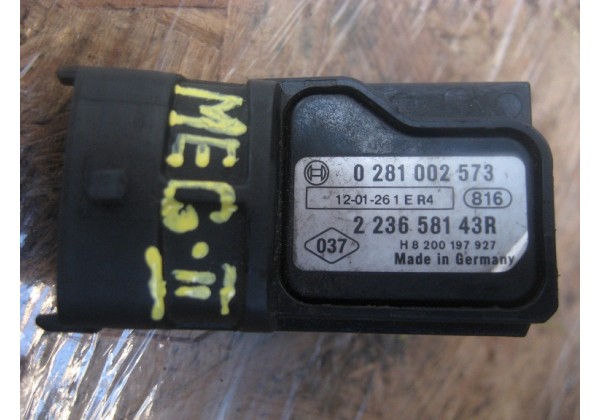 MEG·II
0 281 002 573
12-01-26 1 E R4
816
2 236 581 43R
037
H 8 200 197 927
Made in Germany